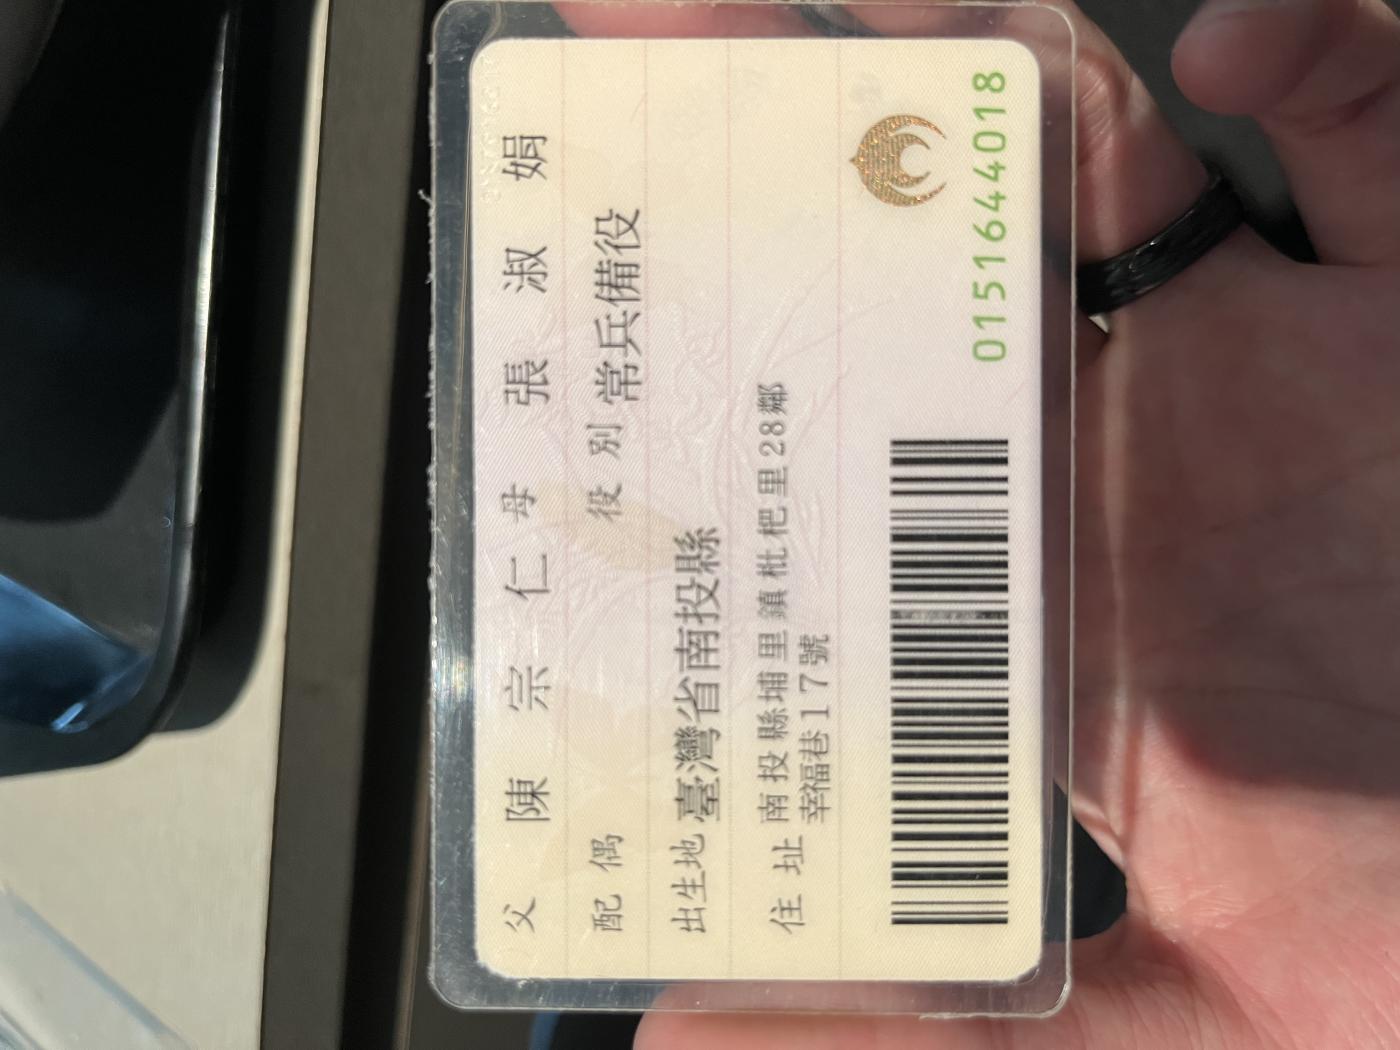 父 陳宗仁 母 張淑娟
配偶 役別 常兵備役
出生地 臺灣省南投縣
住址 南投縣埔里鎮枇杷里28鄰
幸福巷17號
0151644018